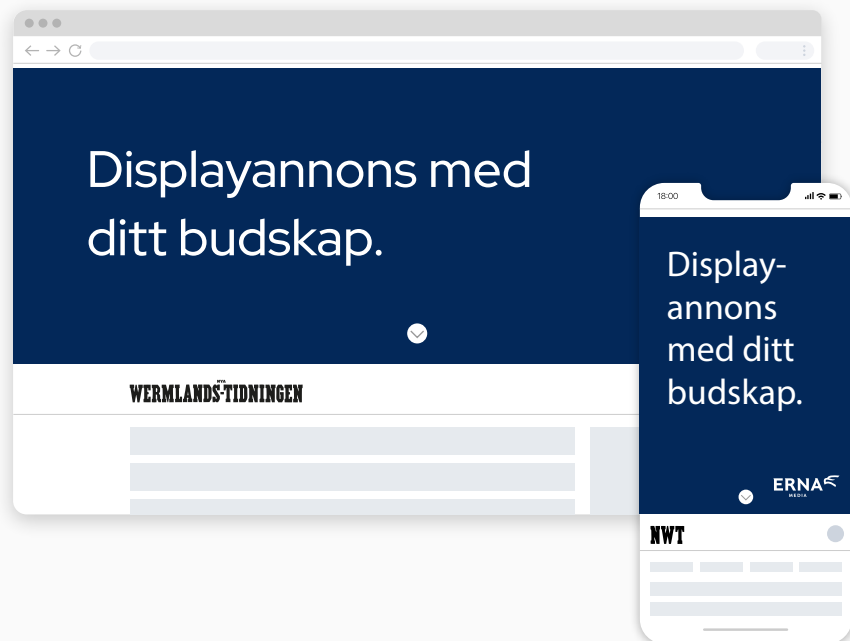 Displayannons med
ditt budskap.
NYA
WERMLANDS-TIDNINGEN
18:00
Display-
annons
med ditt
budskap.
ERNA
MEDIA
NWT